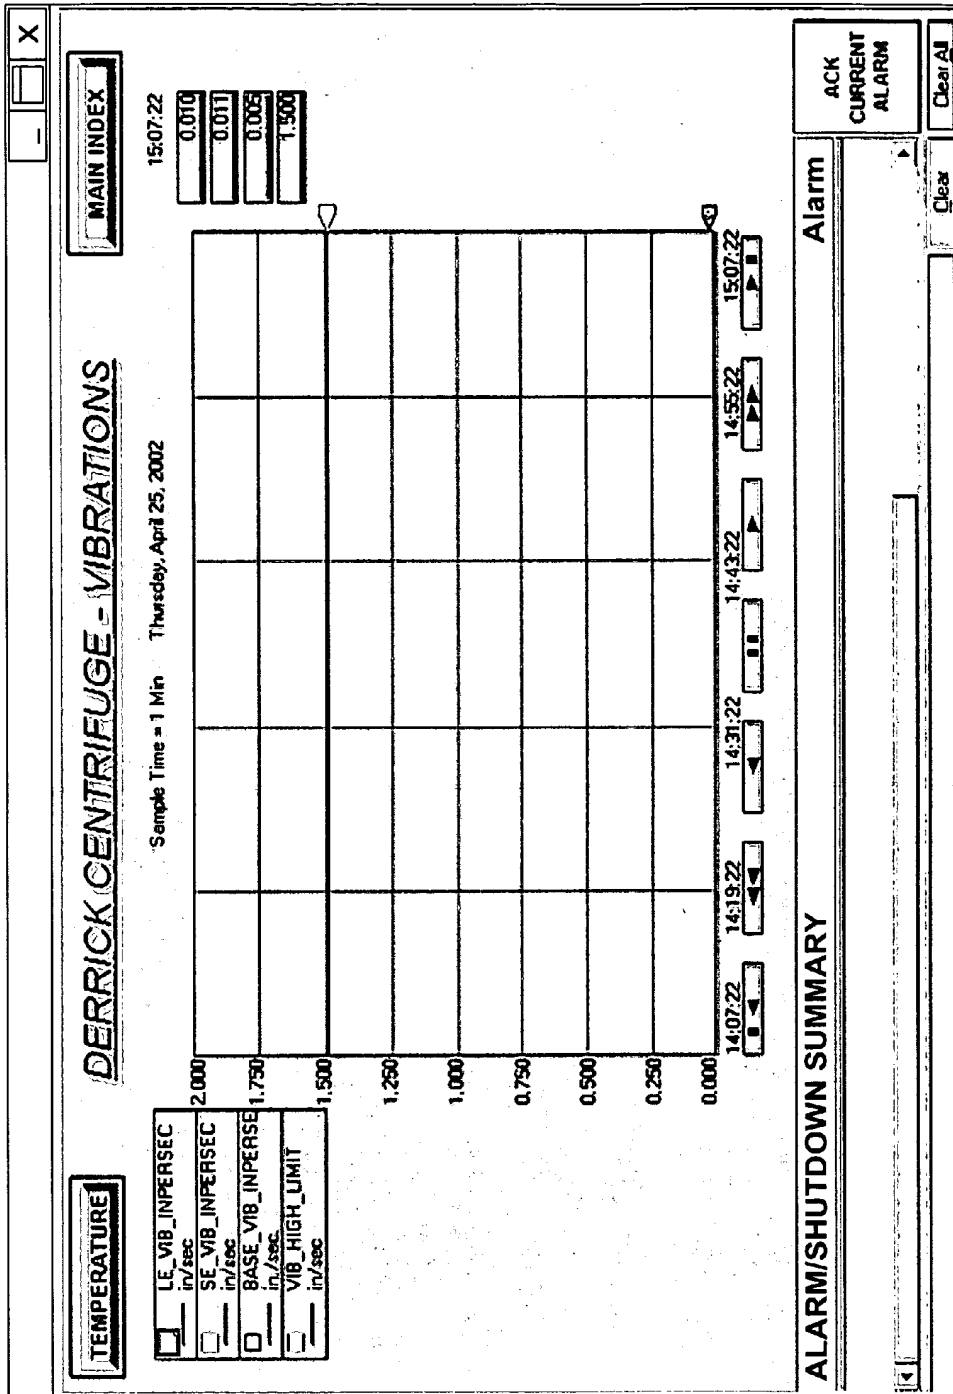 X
TEMPERATURE
DERRICK CENTRIFUGE - VIBRATIONS
MAIN INDEX
Sample Time = 1 Min Thursday, April 25, 2002
15:07:22
LE_VIB_INPERSEC
in/sec
SE_VIB_INPERSEC
in/sec
BASE_VIB_INPERSE
in./sec.
VIB_HIGH_LIMIT
in/sec
0.010
0.011
0.005
1.500
2.000
1.750
1.500
1.250
1.000
0.750
0.500
0.250
0.000
14:07:22 14:19:22 14:31:22 14:43:22 14:55:22 15:07:22
ALARM/SHUTDOWN SUMMARY Alarm
ACK
CURRENT
ALARM
Clear Clear All